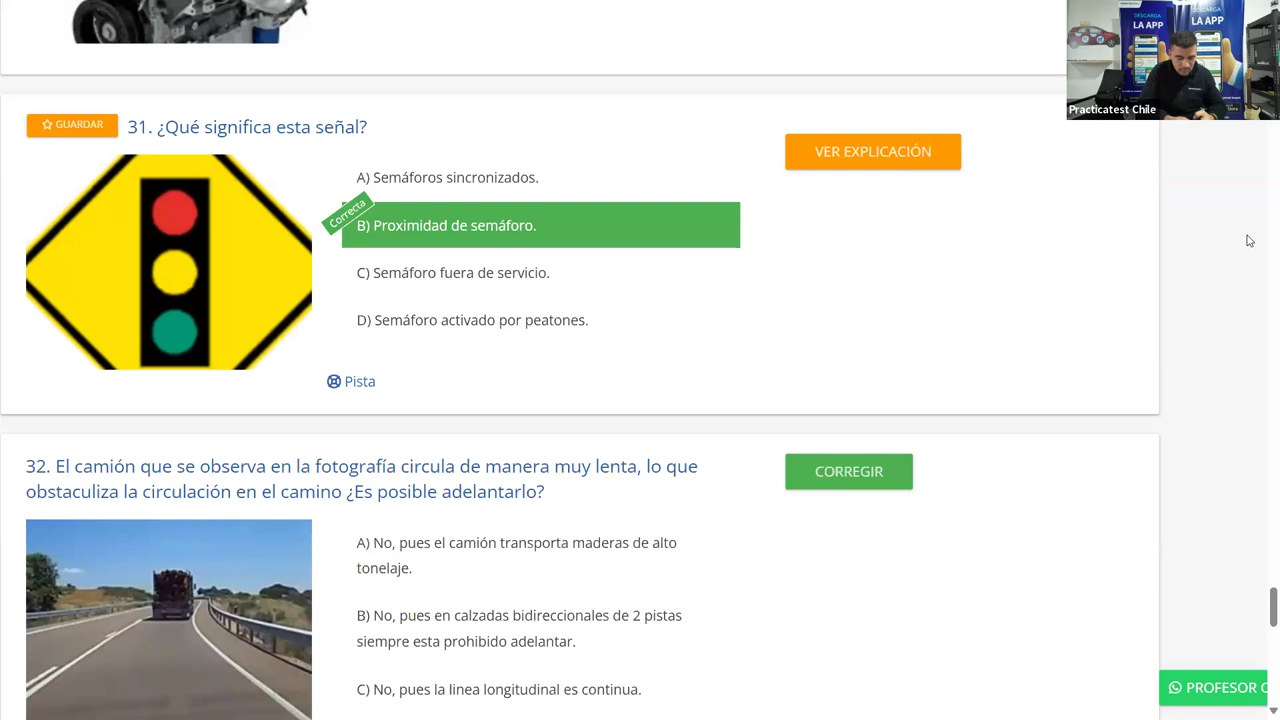 DESCARGA
LA APP
DESCARGA
LA APP
Practicatest Chile
GUARDAR
31. ¿Qué significa esta señal?
VER EXPLICACIÓN
A) Semáforos sincronizados.
Correcta
B) Proximidad de semáforo.
C) Semáforo fuera de servicio.
D) Semáforo activado por peatones.
Pista
32. El camión que se observa en la fotografía circula de manera muy lenta, lo que
obstaculiza la circulación en el camino ¿Es posible adelantarlo?
CORREGIR
A) No, pues el camión transporta maderas de alto
tonelaje.
B) No, pues en calzadas bidireccionales de 2 pistas
siempre esta prohibido adelantar.
C) No, pues la linea longitudinal es continua.
PROFESOR